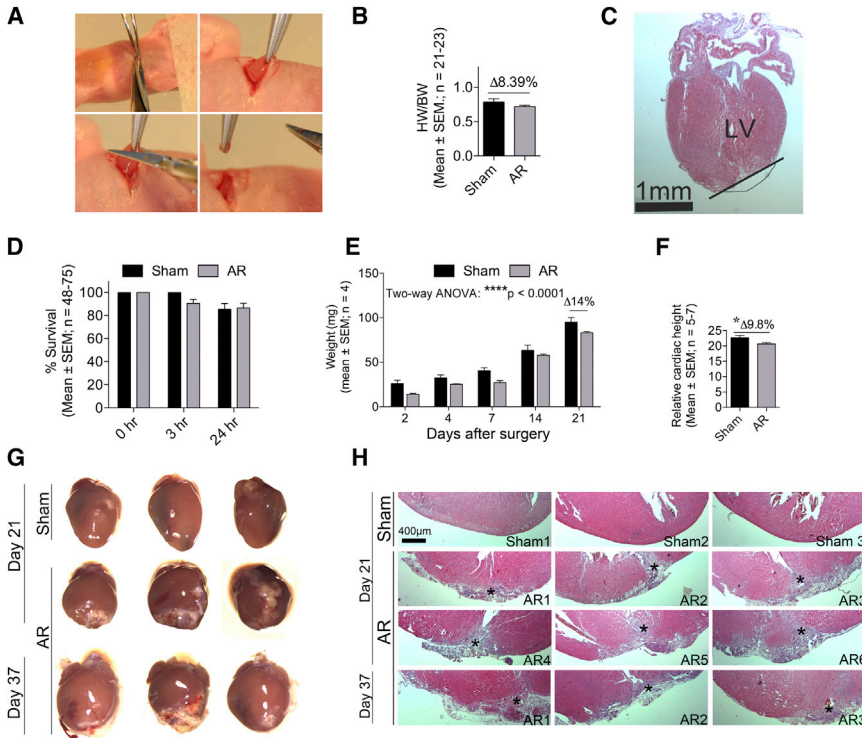 A
B
HW/BW
(Mean ± SEM.; n = 21-23)
Δ8.39%
1.0
0.5
0.0
Sham
AR
C
LV
1mm
D
Sham AR
% Survival
(Mean ± SEM; n = 48-75)
100
80
60
40
20
0
0 hr
3 hr
24 hr
E
Sham AR
Two-way ANOVA: ****p < 0.0001
Δ14%
Weight (mg)
(mean ± SEM; n = 4)
150
100
50
0
2 4 7 14 21
Days after surgery
F
Relative cardiac height
(Mean ± SEM; n = 5-7)
* Δ9.8%
25
20
15
10
5
0
Sham
AR
G
Sham
Day 21
AR
Day 37
H
Sham
400μm
Sham1
Sham2
Sham 3
Day 21
*
AR1
*
AR2
*
AR3
AR
*
AR4
*
AR5
*
AR6
Day 37
*
AR1
*
AR2
*
AR3